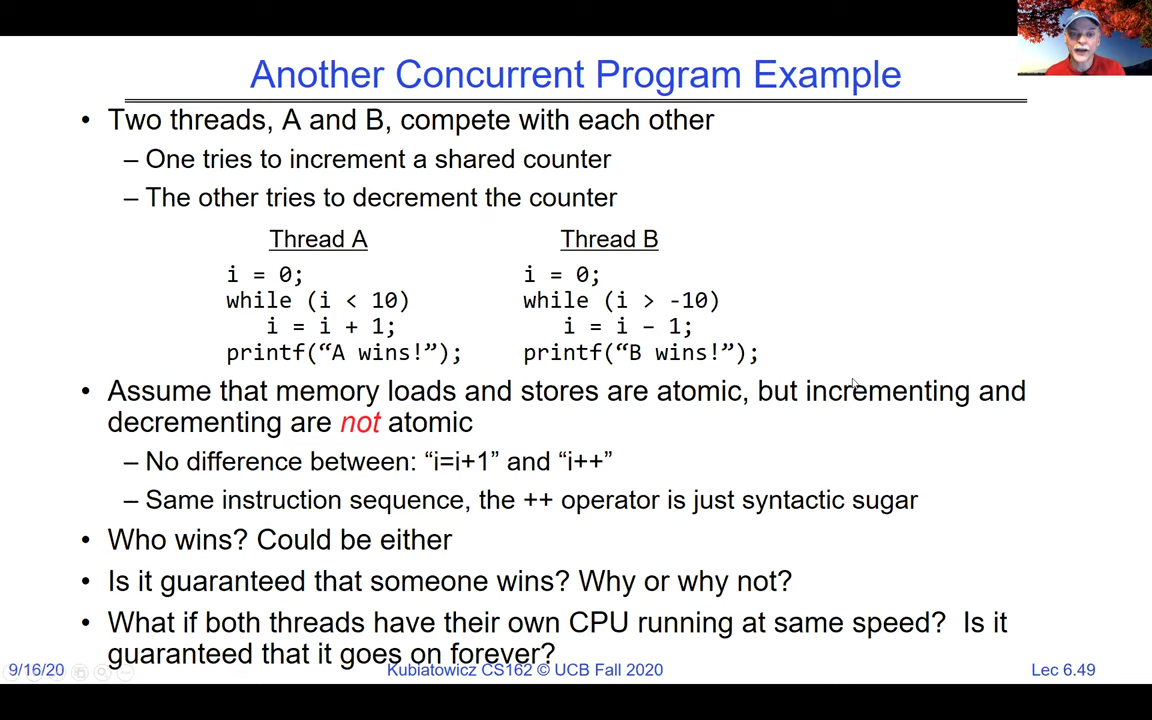 Another Concurrent Program Example
• Two threads, A and B, compete with each other
– One tries to increment a shared counter
– The other tries to decrement the counter
Thread A
i = 0;
while (i < 10)
i = i + 1;
printf(“A wins!”);
Thread B
i = 0;
while (i > -10)
i = i – 1;
printf(“B wins!”);
• Assume that memory loads and stores are atomic, but incrementing and
decrementing are not atomic
– No difference between: “i=i+1” and “i++”
– Same instruction sequence, the ++ operator is just syntactic sugar
• Who wins? Could be either
• Is it guaranteed that someone wins? Why or why not?
• What if both threads have their own CPU running at same speed? Is it
guaranteed that it goes on forever?
9/16/20
Kubiatowicz CS162 © UCB Fall 2020
Lec 6.49